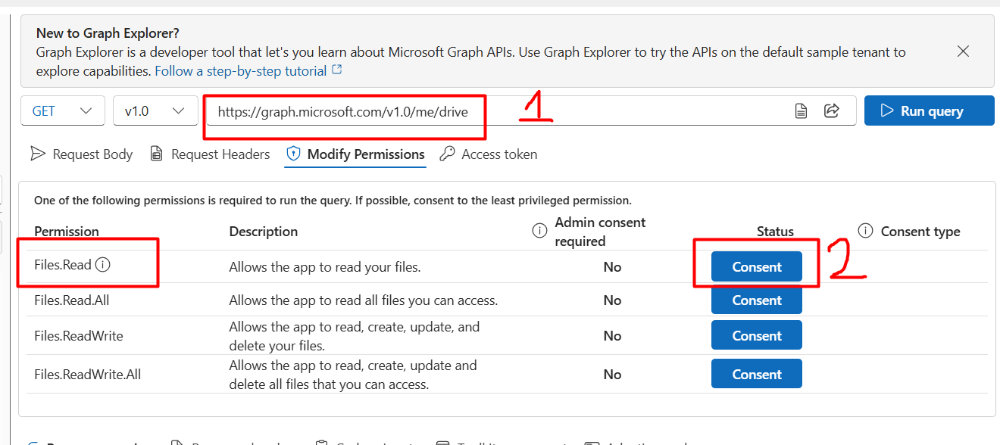 New to Graph Explorer?
Graph Explorer is a developer tool that let's you learn about Microsoft Graph APIs. Use Graph Explorer to try the APIs on the default sample tenant to
explore capabilities. Follow a step-by-step tutorial
GET v1.0 https://graph.microsoft.com/v1.0/me/drive 1 Run query
Request Body Request Headers Modify Permissions Access token
One of the following permissions is required to run the query. If possible, consent to the least privileged permission.
Permission Description Admin consent required Status Consent type
Files.Read Allows the app to read your files. No Consent 2
Files.Read.All Allows the app to read all files you can access. No Consent
Files.ReadWrite Allows the app to read, create, update, and
delete your files. No Consent
Files.ReadWrite.All Allows the app to read, create, update and
delete all files that you can access. No Consent